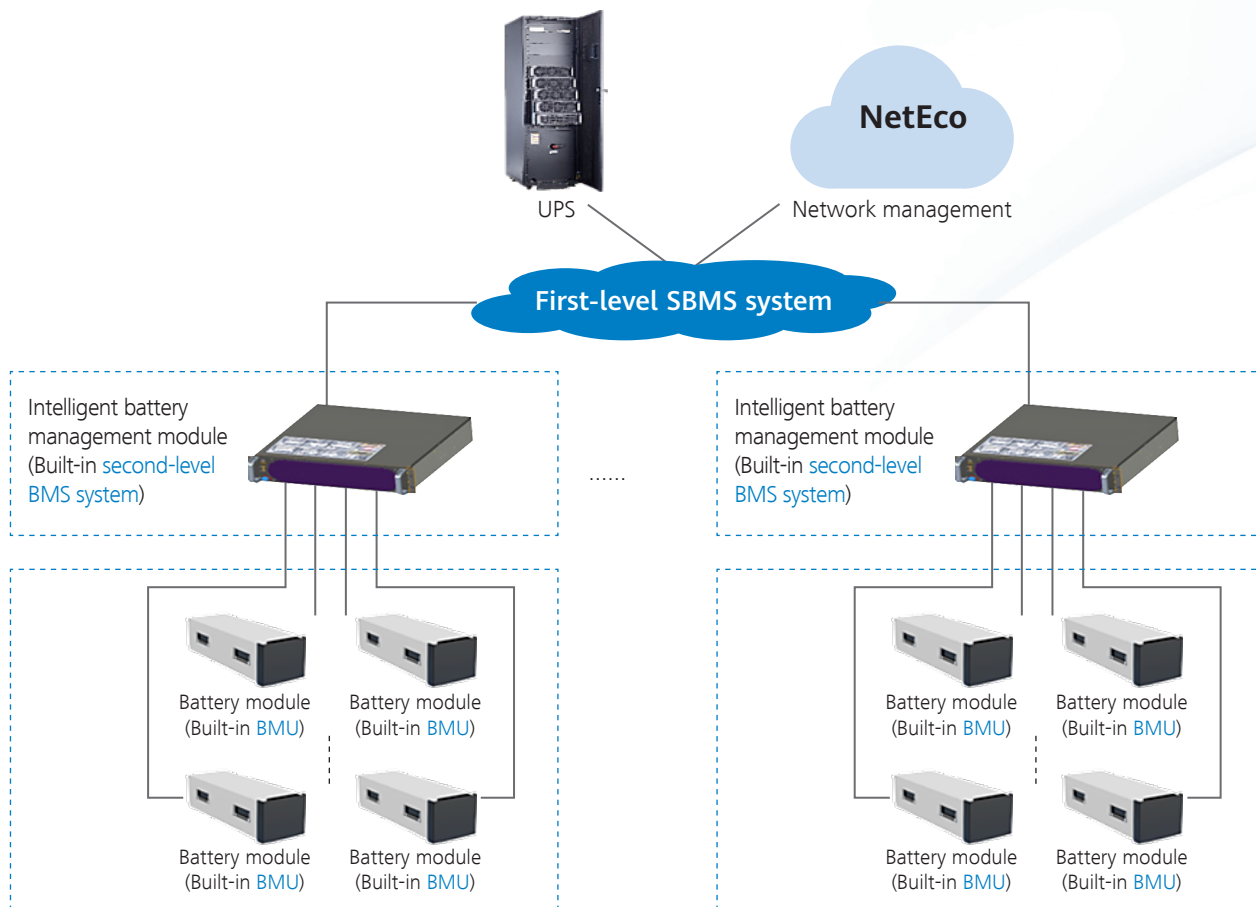 NetEco
UPS
Network management
First-level SBMS system
Intelligent battery
management module
(Built-in second-level
BMS system)
......
Intelligent battery
management module
(Built-in second-level
BMS system)
Battery module
(Built-in BMU)
Battery module
(Built-in BMU)
Battery module
(Built-in BMU)
Battery module
(Built-in BMU)
Battery module
(Built-in BMU)
Battery module
(Built-in BMU)
Battery module
(Built-in BMU)
Battery module
(Built-in BMU)